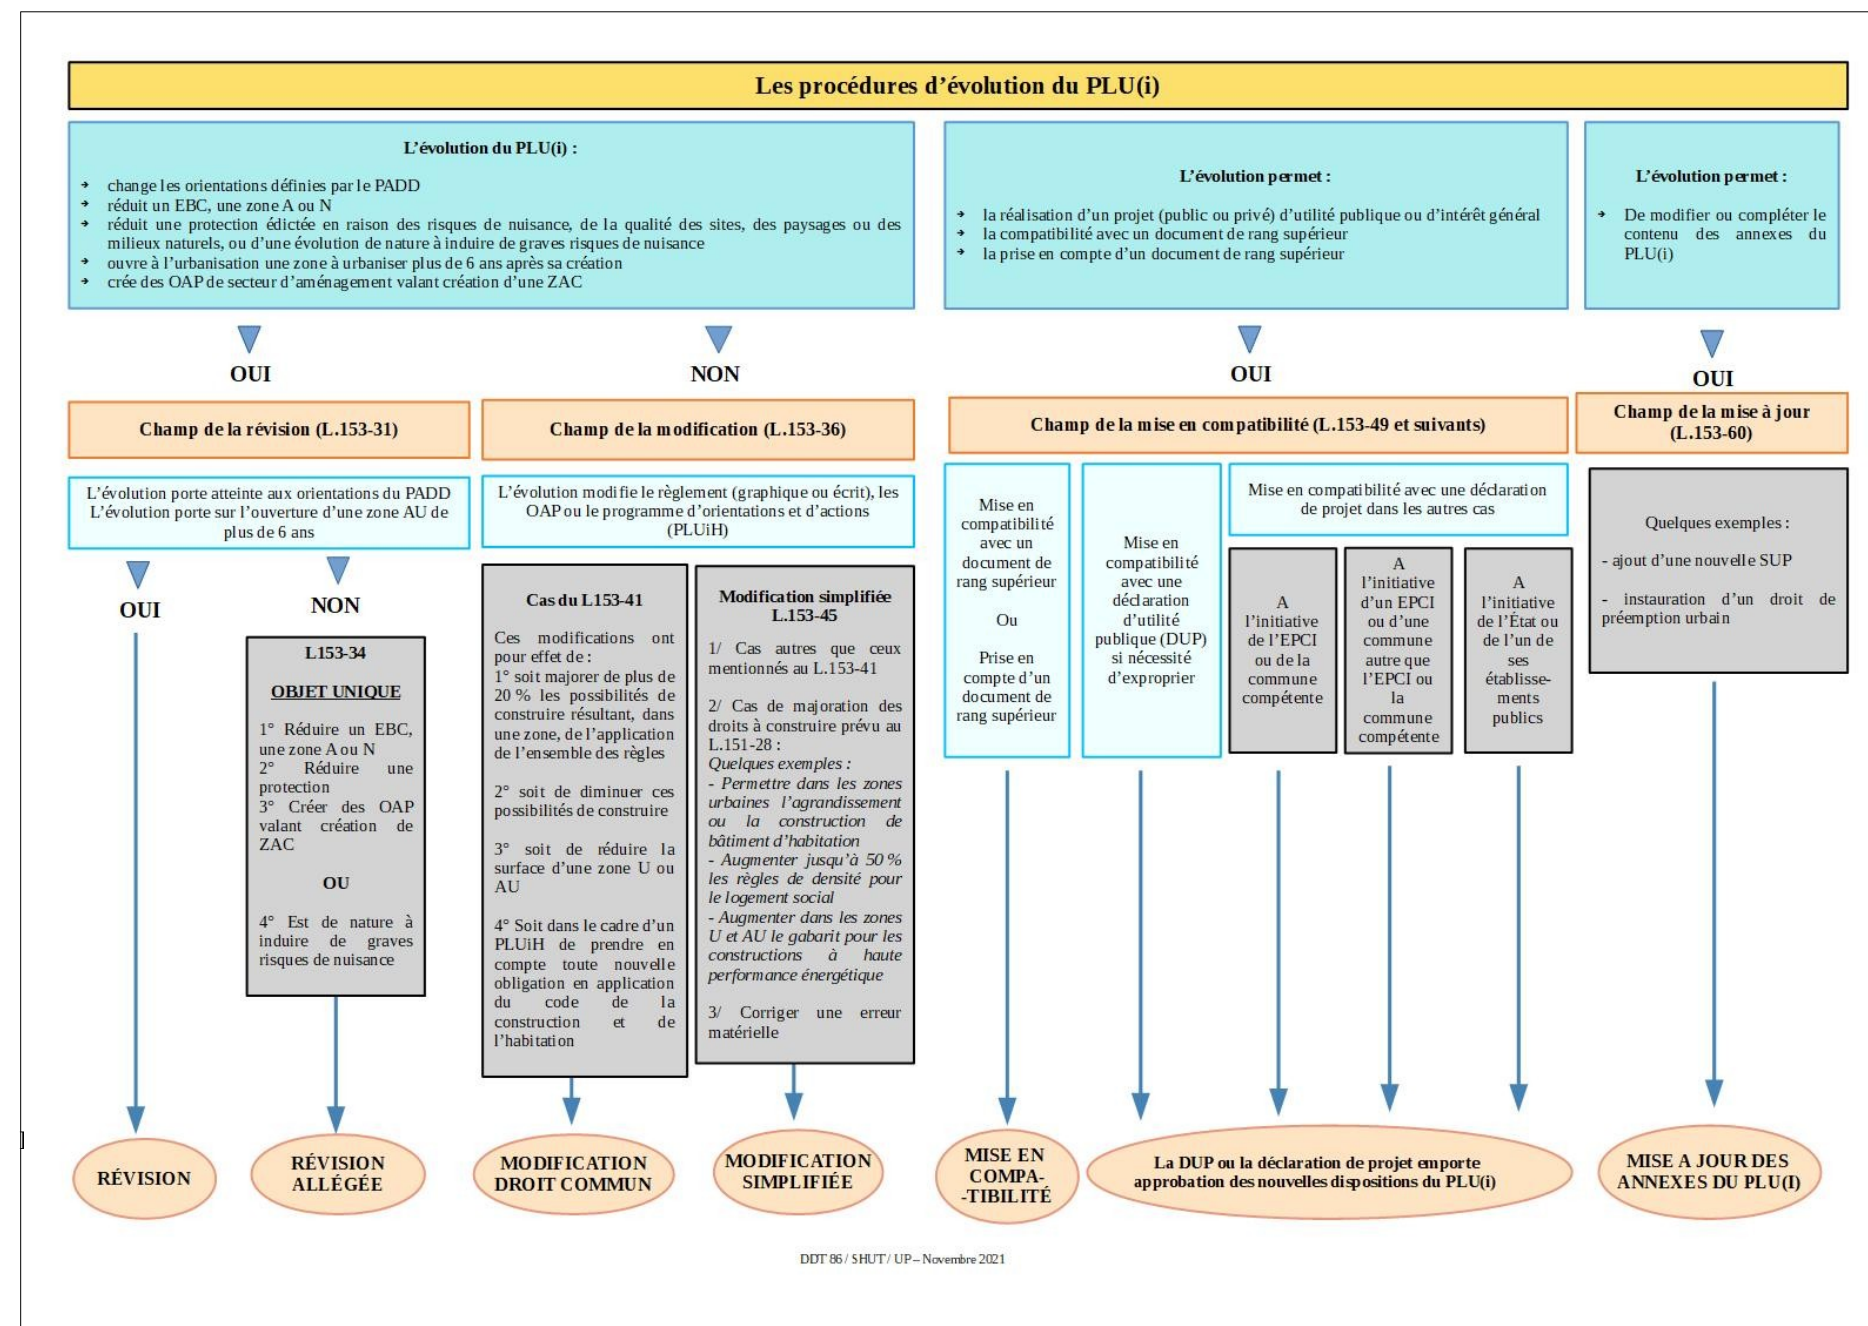 Les procédures d’évolution du PLU(i)
L’évolution du PLU(i) :
➔ change les orientations définies par le PADD
➔ réduit un EBC, une zone A ou N
➔ réduit une protection édictée en raison des risques de nuisance, de la qualité des sites, des paysages ou des
milieux naturels, ou d’une évolution de nature à induire de graves risques de nuisance
➔ ouvre à l’urbanisation une zone à urbaniser plus de 6 ans après sa création
➔ crée des OAP de secteur d’aménagement valant création d’une ZAC
L’évolution permet :
➔ la réalisation d’un projet (public ou privé) d’utilité publique ou d’intérêt général
➔ la compatibilité avec un document de rang supérieur
➔ la prise en compte d’un document de rang supérieur
L’évolution permet :
➔ De modifier ou compléter le
contenu des annexes du
PLU(i)
OUI
NON
OUI
OUI
Champ de la révision (L.153-31)
Champ de la modification (L.153-36)
Champ de la mise en compatibilité (L.153-49 et suivants)
Champ de la mise à jour
(L.153-60)
L’évolution porte atteinte aux orientations du PADD
L’évolution porte sur l’ouverture d’une zone AU de
plus de 6 ans
L’évolution modifie le règlement (graphique ou écrit), les
OAP ou le programme d’orientations et d’actions
(PLUiH)
OUI
NON
L153-34
OBJET UNIQUE
1° Réduire un EBC,
une zone A ou N
2° Réduire une
protection
3° Créer des OAP
valant création de
ZAC
OU
4° Est de nature à
induire de graves
risques de nuisance
Cas du L153-41
Ces modifications ont
pour effet de :
1° soit majorer de plus de
20 % les possibilités de
construire résultant, dans
une zone, de l’application
de l’ensemble des règles
2° soit de diminuer ces
possibilités de construire
3° soit de réduire la
surface d’une zone U ou
AU
4° Soit dans le cadre d’un
PLUiH de prendre en
compte toute nouvelle
obligation en application
du code de la
construction et de
l’habitation
Modification simplifiée
L.153-45
1/ Cas autres que ceux
mentionnés au L.153-41
2/ Cas de majoration des
droits à construire prévu au
L.151-28 :
Quelques exemples :
- Permettre dans les zones
urbaines l’agrandissement
ou la construction de
bâtiment d’habitation
- Augmenter jusqu’à 50 %
les règles de densité pour
le logement social
- Augmenter dans les zones
U et AU le gabarit pour les
constructions à haute
performance énergétique
3/ Corriger une erreur
matérielle
Mise en
compatibilité
avec un
document de
rang supérieur
Ou
Prise en
compte d’un
document de
rang supérieur
Mise en
compatibilité
avec une
déclaration
d’utilité
publique (DUP)
si nécessité
d’exproprier
Mise en compatibilité avec une déclaration
de projet dans les autres cas
A
l’initiative
de l’EPCI
ou de la
commune
compétente
A
l’initiative
d’un EPCI
ou d’une
commune
autre que
l’EPCI ou
la
commune
compétente
A
l’initiative
de l’État ou
de l’un de
ses
établisse-
ments
publics
Quelques exemples :
- ajout d’une nouvelle SUP
- instauration d’un droit de
préemption urbain
RÉVISION
RÉVISION
ALLÉGÉE
MODIFICATION
DROIT COMMUN
MODIFICATION
SIMPLIFIÉE
MISE EN
COMPA-
-TIBILITÉ
La DUP ou la déclaration de projet emporte
approbation des nouvelles dispositions du PLU(i)
MISE A JOUR DES
ANNEXES DU PLU(I)
DDT 86 / SHUT / UP – Novembre 2021